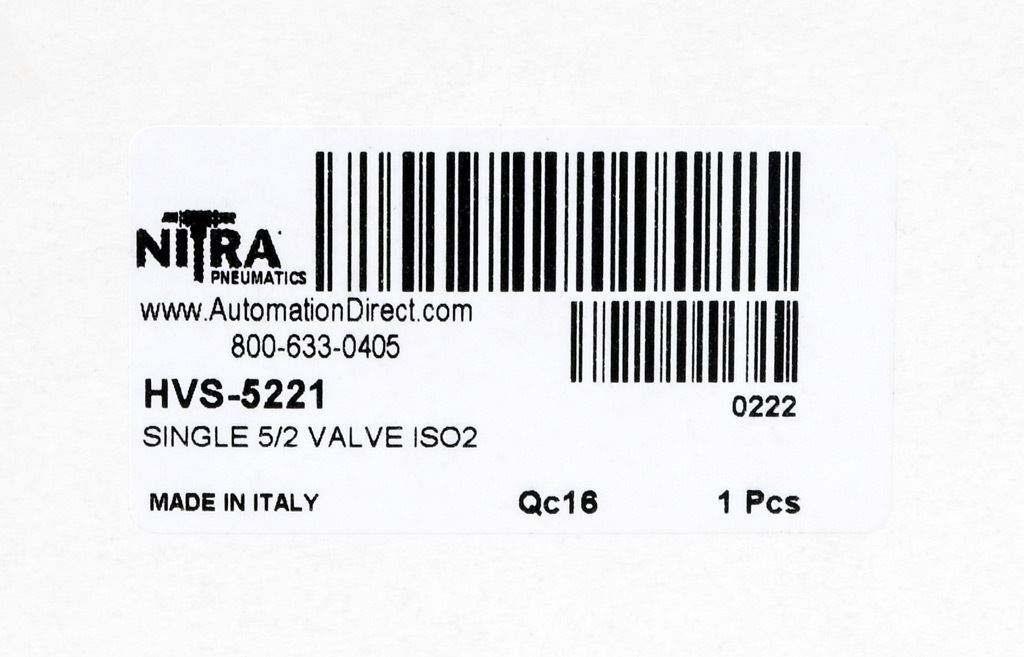 NITRA
PNEUMATICS
www.AutomationDirect.com
800-633-0405
HVS-5221
0222
SINGLE 5/2 VALVE ISO2
MADE IN ITALY Qc16 1 Pcs